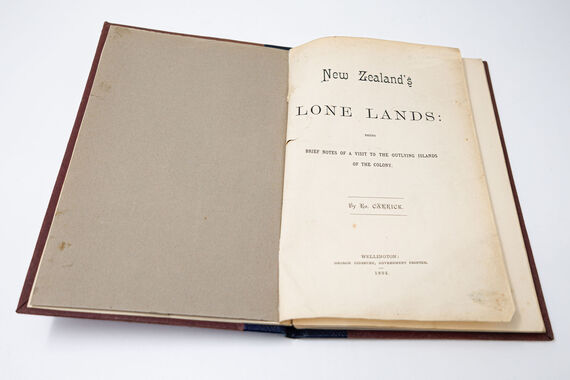 New Zealand's
LONE LANDS:
BEING
BRIEF NOTES OF A VISIT TO THE OUTLYING ISLANDS
OF THE COLONY.
By Ro. CARRICK.
WELLINGTON:
GEORGE DIDSBURY, GOVERNMENT PRINTER.
1892.